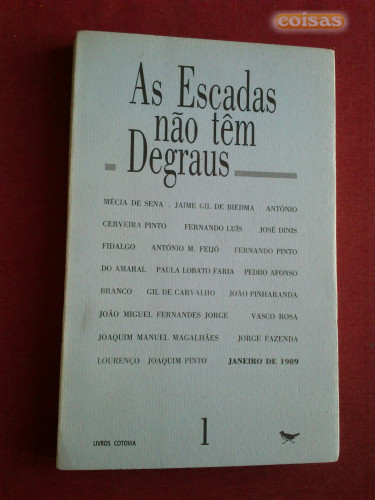 coisas
As Escadas
não têm
Degraus
MÉCIA DE SENA - JAIME GIL DE BIEDMA ANTÓNIO
CERVEIRA PINTO FERNANDO LUÍS JOSÉ DINIS
FIDALGO ANTÓNIO M. FEIJÓ FERNANDO PINTO
DO AMARAL PAULA LOBATO FARIA PEDRO AFONSO
BRANCO GIL DE CARVALHO JOÃO PINHARANDA
JOÃO MIGUEL FERNANDES JORGE VASCO ROSA
JOAQUIM MANUEL MAGALHÃES JORGE FAZENDA
LOURENÇO JOAQUIM PINTO JANEIRO DE 1989
LIVROS COTOVIA 1